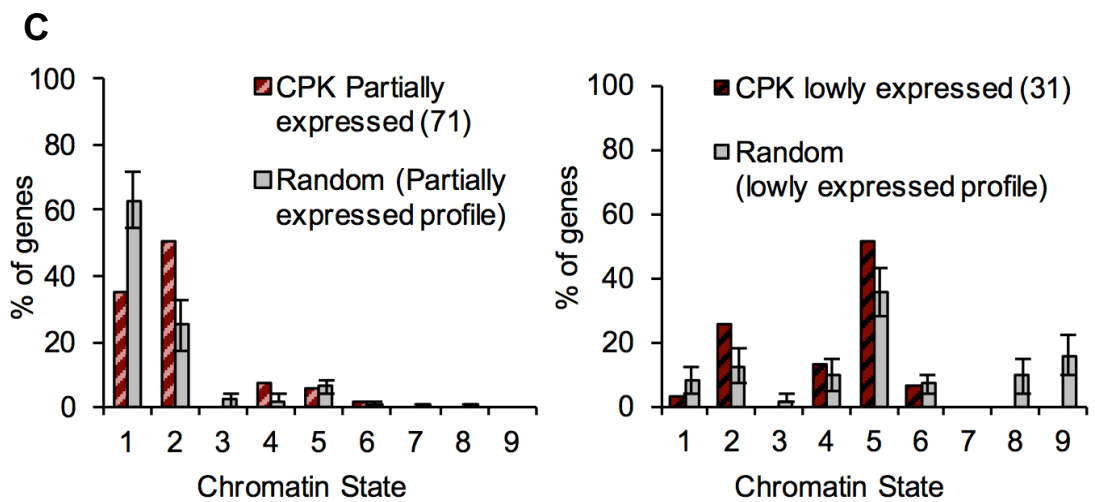 C
100
80
60
40
20
0
% of genes
CPK Partially
expressed (71)
Random (Partially
expressed profile)
1 2 3 4 5 6 7 8 9
Chromatin State
100
80
60
40
20
0
% of genes
CPK lowly expressed (31)
Random
(lowly expressed profile)
1 2 3 4 5 6 7 8 9
Chromatin State